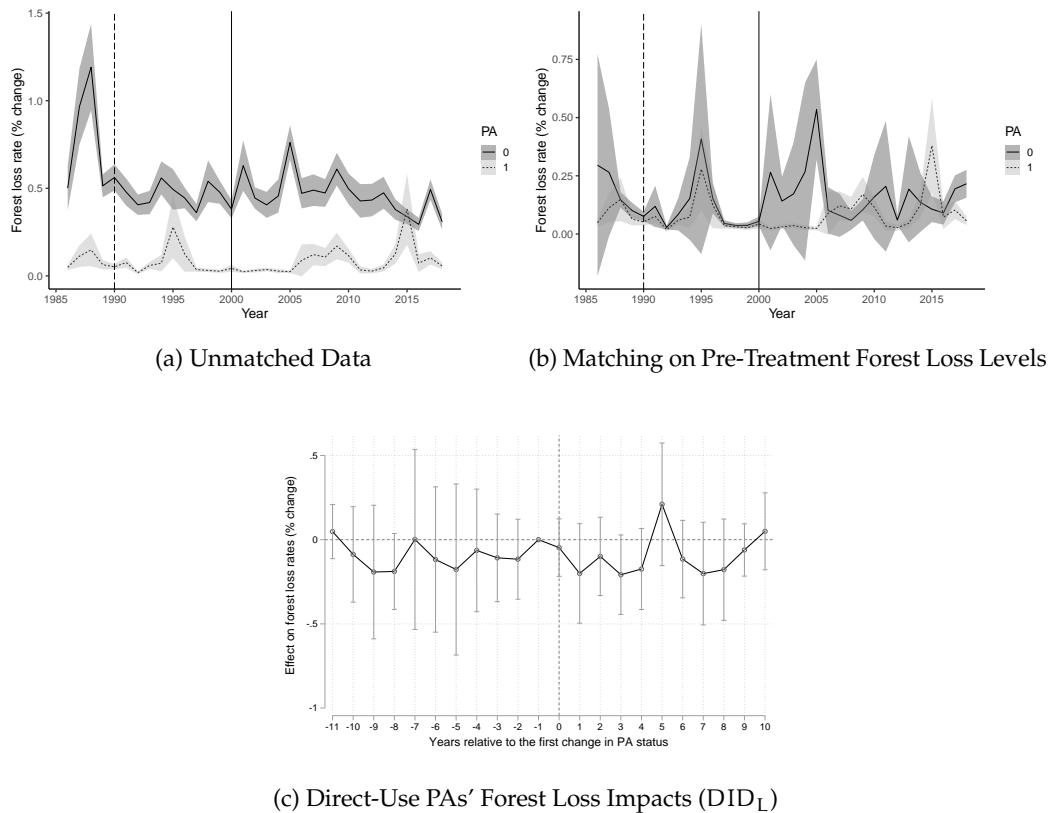 1.5
1.0
0.5
0.0
Forest loss rate (% change)
1985 1990 1995 2000 2005 2010 2015
Year
PA
0
1
(a) Unmatched Data
0.75
0.50
0.25
0.00
Forest loss rate (% change)
1985 1990 1995 2000 2005 2010 2015
Year
PA
0
1
(b) Matching on Pre-Treatment Forest Loss Levels
.5
0
-.5
-1
Effect on forest loss rates (% change)
-11 -10 -9 -8 -7 -6 -5 -4 -3 -2 -1 0 1 2 3 4 5 6 7 8 9 10
Years relative to the first change in PA status
(c) Direct-Use PAs’ Forest Loss Impacts (DID_L)